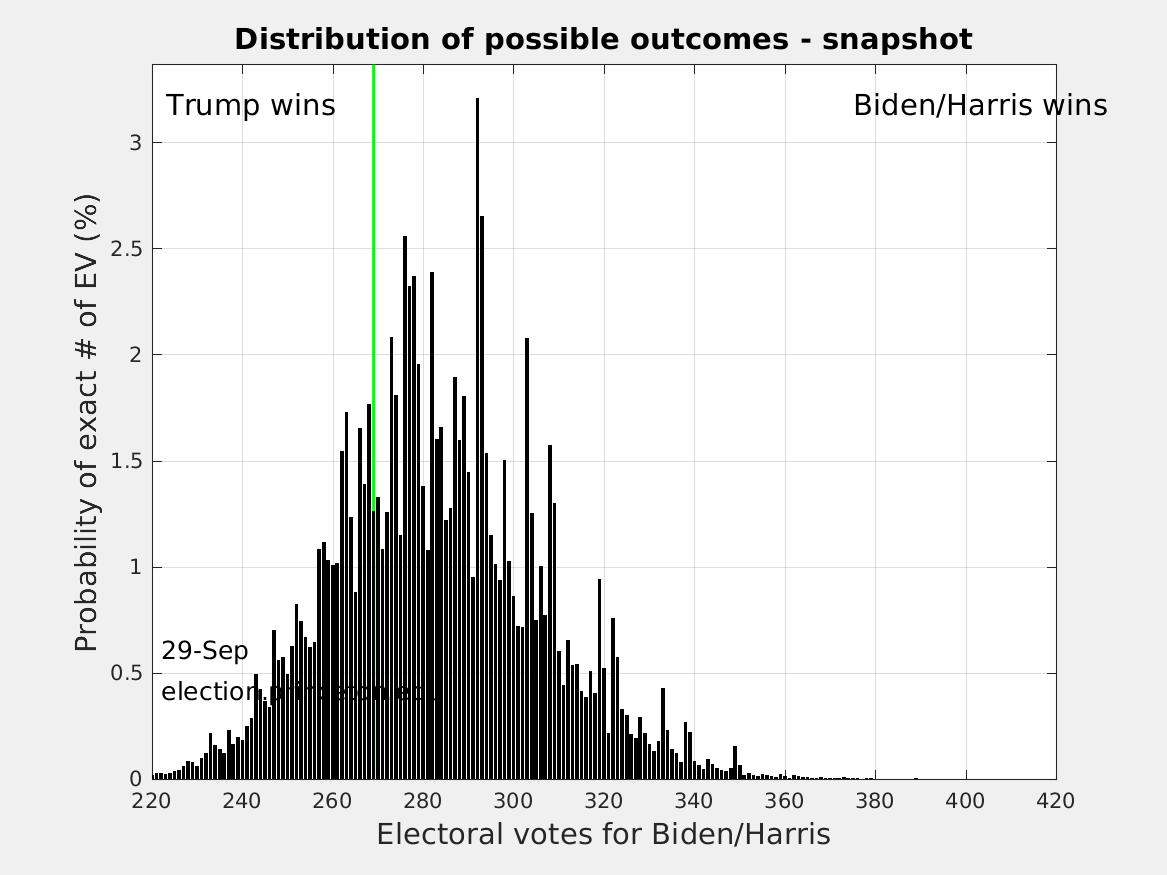 Distribution of possible outcomes - snapshot
Trump wins
Biden/Harris wins
3
2.5
2
1.5
1
0.5
0
Probability of exact # of EV (%)
29-Sep
election.princeton.edu
220 240 260 280 300 320 340 360 380 400 420
Electoral votes for Biden/Harris